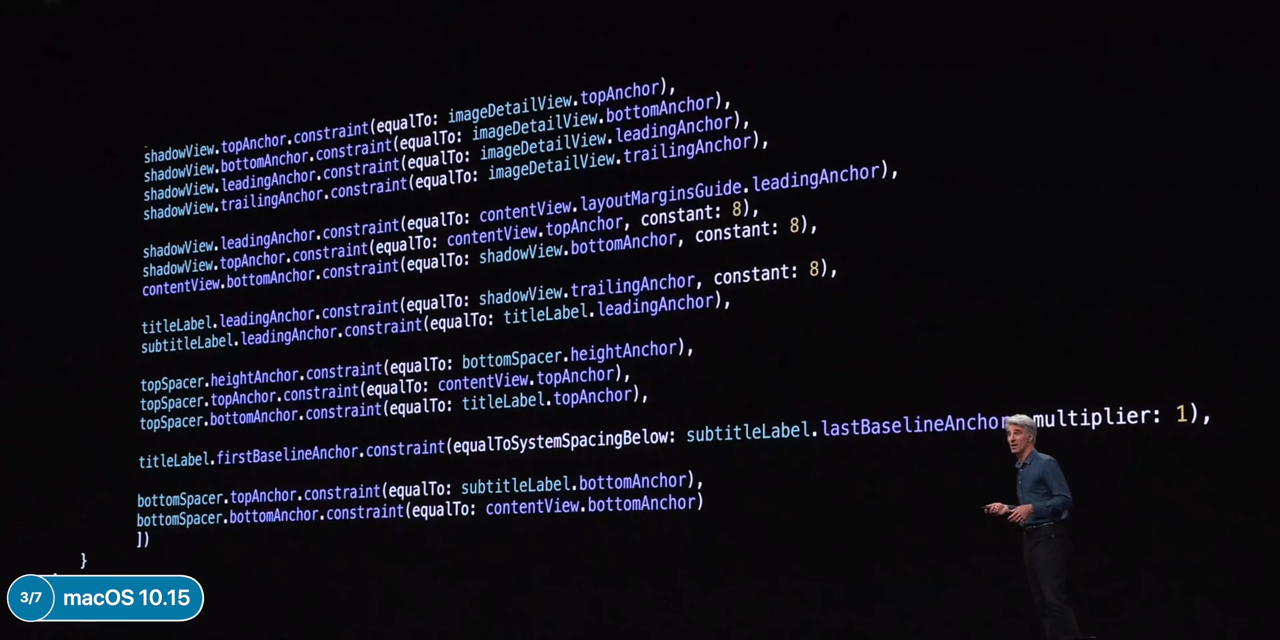 shadowView.topAnchor.constraint(equalTo: imageDetailView.topAnchor),
shadowView.bottomAnchor.constraint(equalTo: imageDetailView.bottomAnchor),
shadowView.leadingAnchor.constraint(equalTo: imageDetailView.leadingAnchor),
shadowView.trailingAnchor.constraint(equalTo: imageDetailView.trailingAnchor),
shadowView.leadingAnchor.constraint(equalTo: contentView.layoutMarginsGuide.leadingAnchor),
shadowView.topAnchor.constraint(equalTo: contentView.topAnchor, constant: 8),
contentView.bottomAnchor.constraint(equalTo: shadowView.bottomAnchor, constant: 8),
titleLabel.leadingAnchor.constraint(equalTo: shadowView.trailingAnchor, constant: 8),
subtitleLabel.leadingAnchor.constraint(equalTo: titleLabel.leadingAnchor),
topSpacer.heightAnchor.constraint(equalTo: bottomSpacer.heightAnchor),
topSpacer.topAnchor.constraint(equalTo: contentView.topAnchor),
topSpacer.bottomAnchor.constraint(equalTo: titleLabel.topAnchor),
titleLabel.firstBaselineAnchor.constraint(equalToSystemSpacingBelow: subtitleLabel.lastBaselineAnchor multiplier: 1),
bottomSpacer.topAnchor.constraint(equalTo: subtitleLabel.bottomAnchor),
bottomSpacer.bottomAnchor.constraint(equalTo: contentView.bottomAnchor)
])
}
3/7 macOS 10.15